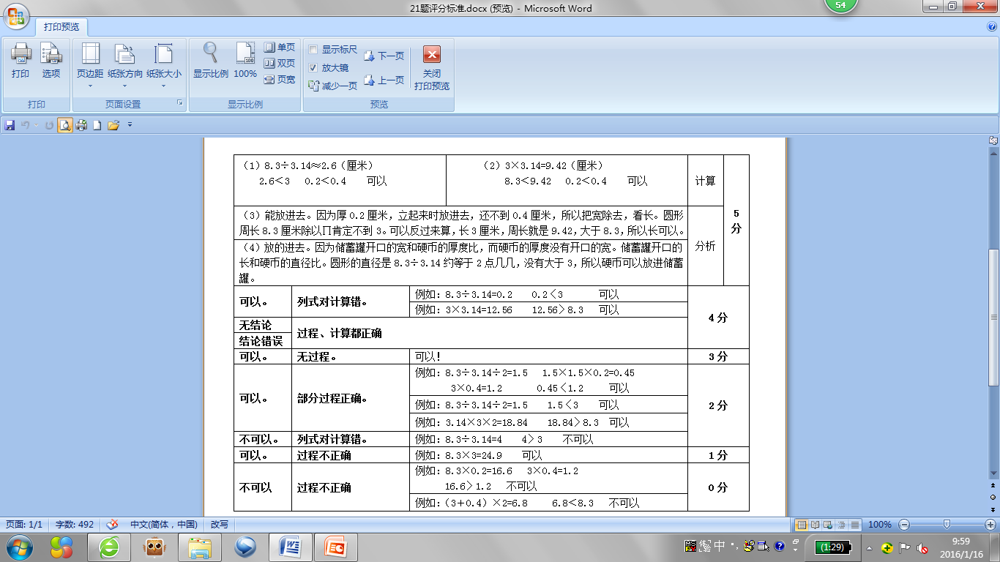 21题评分标准.docx (预览) - Microsoft Word
54
打印预览
打印
选项
页边距
纸张方向
纸张大小
显示比例
100
100%
单页
双页
页宽
显示标尺
放大镜
减少一页
下一页
上一页
关闭
打印预览
打印
页面设置
显示比例
预览
(1) 8.3÷3.14≈2.6(厘米)
2.6<3 0.2<0.4 可以
(2) 3×3.14=9.42(厘米)
8.3<9.42 0.2<0.4 可以
计算
5
分
(3) 能放进去。因为厚0.2厘米,立起来时放进去,还不到0.4厘米,所以把宽除去,看长。圆形
周长8.3厘米除以∏肯定不到3。可以反过来算,长3厘米,周长就是9.42,大于8.3,所以长可以。
分析
(4) 放的进去。因为储蓄罐开口的宽和硬币的厚度比,而硬币的厚度没有开口的宽。储蓄罐开口的
长和硬币的直径比。圆形的直径是8.3÷3.14约等于2点几几,没有大于3,所以硬币可以放进储蓄
罐。
可以。
列式对计算错。
例如:8.3÷3.14=0.2 0.2<3 可以
例如:3×3.14=12.56 12.56>8.3 可以
4分
无结论
结论错误
过程、计算都正确
可以。
无过程。
可以!
3分
可以。
部分过程正确。
例如:8.3÷3.14÷2=1.5 1.5×1.5×0.2=0.45
3×0.4=1.2 0.45<1.2 可以
例如:8.3÷3.14÷2=1.5 1.5<3 可以
例如:3.14×3×2=18.84 18.84>8.3 可以
2分
不可以。
列式对计算错。
例如:8.3÷3.14=4 4>3 不可以
可以。
过程不正确
例如:8.3×3=24.9 可以
1分
不可以
过程不正确
例如:8.3×0.2=16.6 3×0.4=1.2
16.6>1.2 不可以
例如:(3+0.4)×2=6.8 6.8<8.3 不可以
0分
页面: 1/1
字数: 492
中文(简体,中国)
改写
100%
中
(1:29)
9:59
2016/1/16